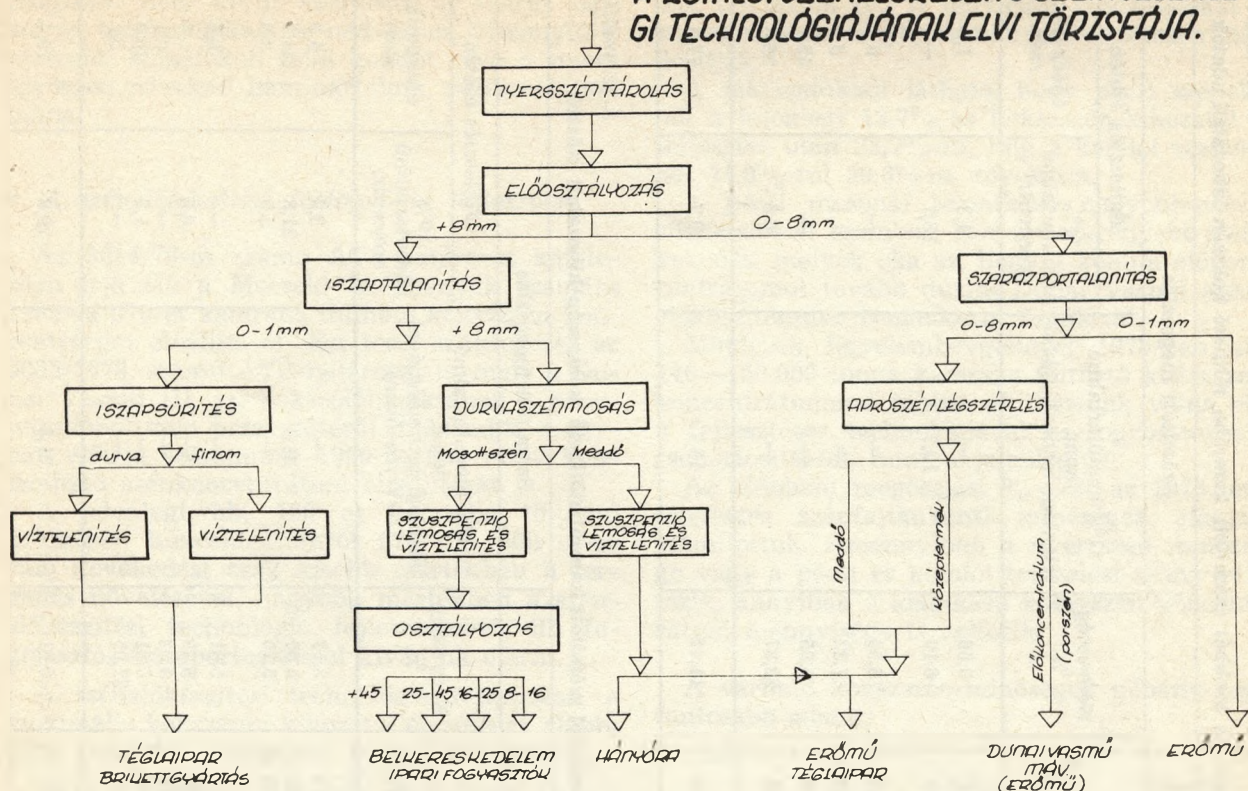 GI TECHNOLÓGIÁJÁNAK ELVI TÖRZSFÁJA.
NYERSSZÉN TÁROLÁS
ELŐOSZTÁLYOZÁS
+8mm
0-8mm
ISZAPTALANÍTÁS
SZÁRAZPORTALANÍTÁS
0-1mm
+8mm
0-8mm
0-1mm
ISZAPSŰRÍTÉS
DURVASZÉNMOSÁS
APRÓSZÉN LÉGSZÉRELÉS
durva
finom
Mosott szén
Meddő
VÍZTELENÍTÉS
VÍZTELENÍTÉS
SZUSZPENZIÓ
LEMOSÁS, ÉS
VÍZTELENÍTÉS
SZUSZPENZIÓ
LEMOSÁS, ÉS
VÍZTELENÍTÉS
Meddő
középtermék
Előkoncentrátum
(porszén)
OSZTÁLYOZÁS
+45
25-45
16-25
8-16
TÉGLAIPAR
BRIKETTGYÁRTÁS
BELKERESKEDELEM
IPARI FOGYASZTÓK
HÁNYÓRA
ERŐMŰ
TÉGLAIPAR
DUNAI VASMŰ
MÁV.
(ERŐMŰ)
ERŐMŰ